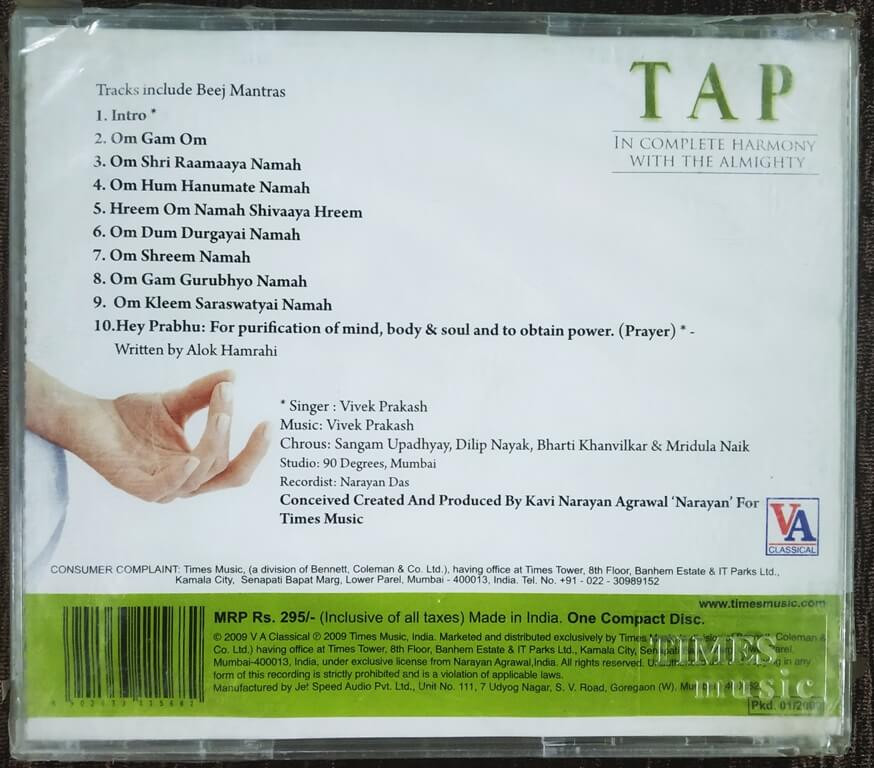 TAP
IN COMPLETE HARMONY
WITH THE ALMIGHTY
Tracks include Beej Mantras
1. Intro *
2. Om Gam Om
3. Om Shri Raamaaya Namah
4. Om Hum Hanumate Namah
5. Hreem Om Namah Shivaaya Hreem
6. Om Dum Durgayai Namah
7. Om Shreem Namah
8. Om Gam Gurubhyo Namah
9. Om Kleem Saraswatyai Namah
10.Hey Prabhu: For purification of mind, body & soul and to obtain power. (Prayer) * -
Written by Alok Hamrahi
* Singer : Vivek Prakash
Music: Vivek Prakash
Chrous: Sangam Upadhyay, Dilip Nayak, Bharti Khanvilkar & Mridula Naik
Studio: 90 Degrees, Mumbai
Recordist: Narayan Das
Conceived Created And Produced By Kavi Narayan Agrawal ‘Narayan’ For
Times Music
VA
CLASSICAL
CONSUMER COMPLAINT: Times Music, (a division of Bennett, Coleman & Co. Ltd.), having office at Times Tower, 8th Floor, Banhem Estate & IT Parks Ltd.,
Kamala City, Senapati Bapat Marg, Lower Parel, Mumbai - 400013, India. Tel. No. +91 - 022 - 30989152
www.timesmusic.com
MRP Rs. 295/- (Inclusive of all taxes) Made in India. One Compact Disc.
© 2009 V A Classical ℗ 2009 Times Music, India. Marketed and distributed exclusively by Times Coleman &
Co. Ltd.) having office at Times Tower, 8th Floor, Banhem Estate & IT Parks Ltd., Kamala City,
Mumbai-400013, India, under exclusive license from Narayan Agrawal,India. All rights reserved. in any
form of this recording is strictly prohibited and is a violation of applicable laws.
Manufactured by Jet Speed Audio Pvt. Ltd., Unit No. 111, 7 Udyog Nagar, S. V. Road, Goregaon (W),
TIMES
music
Pkd. 01/2009